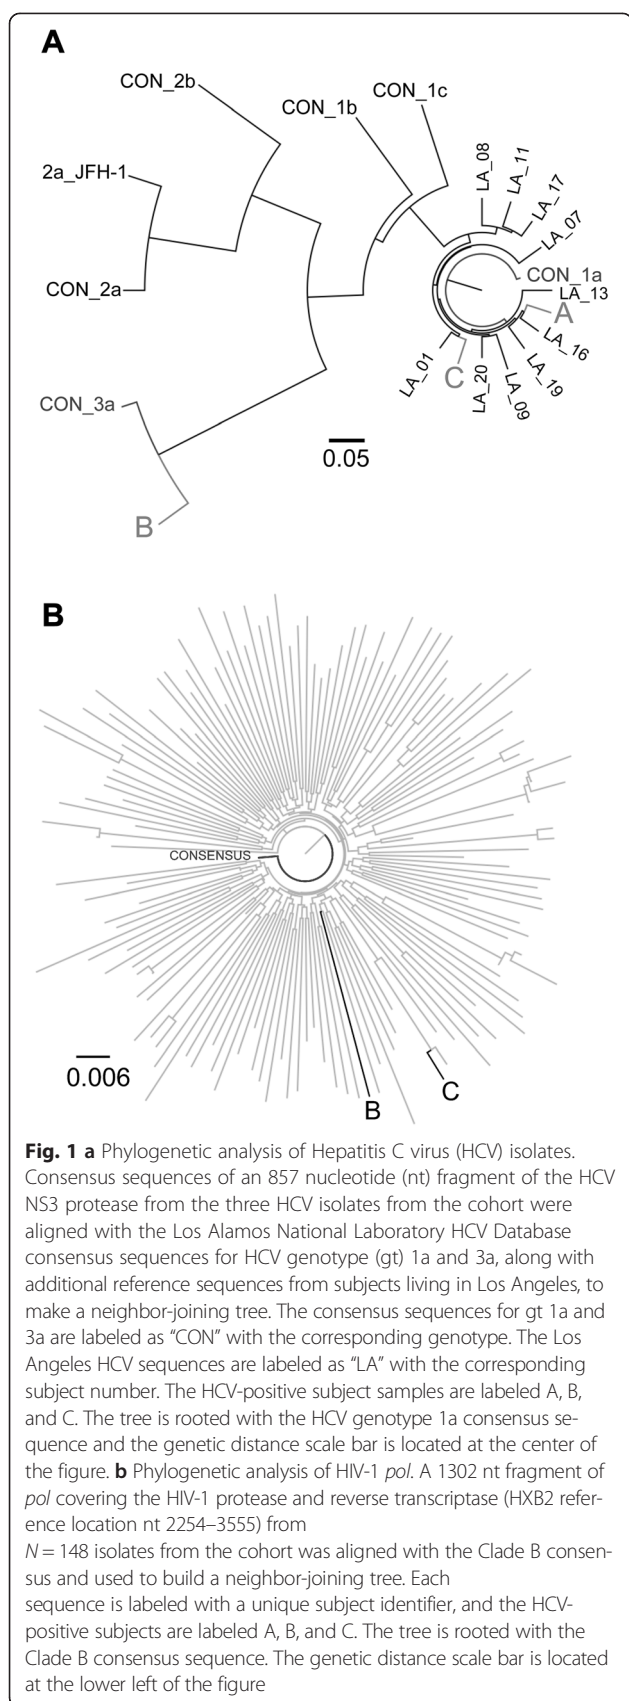 A
CON_2b
CON_1c
CON_1b
LA_08
LA_11
LA_17
2a_JFH-1
LA_07
CON_1a
CON_2a
LA_13
A
LA_16
LA_01
C
LA_20
LA_09
LA_19
CON_3a
0.05
B
B
CONSENSUS
0.006
B
C
Fig. 1 a Phylogenetic analysis of Hepatitis C virus (HCV) isolates.
Consensus sequences of an 857 nucleotide (nt) fragment of the HCV
NS3 protease from the three HCV isolates from the cohort were
aligned with the Los Alamos National Laboratory HCV Database
consensus sequences for HCV genotype (gt) 1a and 3a, along with
additional reference sequences from subjects living in Los Angeles, to
make a neighbor-joining tree. The consensus sequences for gt 1a and
3a are labeled as “CON” with the corresponding genotype. The Los
Angeles HCV sequences are labeled as “LA” with the corresponding
subject number. The HCV-positive subject samples are labeled A, B,
and C. The tree is rooted with the HCV genotype 1a consensus se-
quence and the genetic distance scale bar is located at the center of
the figure. b Phylogenetic analysis of HIV-1 pol. A 1302 nt fragment of
pol covering the HIV-1 protease and reverse transcriptase (HXB2 refer-
ence location nt 2254–3555) from
N = 148 isolates from the cohort was aligned with the Clade B consen-
sus and used to build a neighbor-joining tree. Each
sequence is labeled with a unique subject identifier, and the HCV-
positive subjects are labeled A, B, and C. The tree is rooted with the
Clade B consensus sequence. The genetic distance scale bar is located
at the lower left of the figure